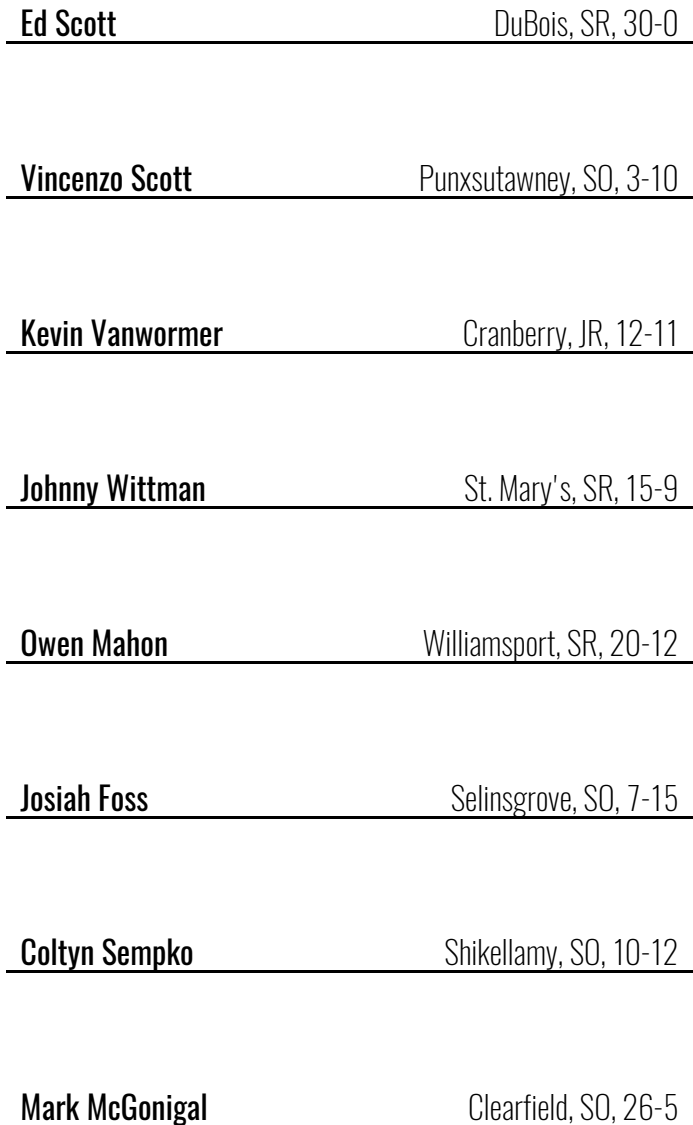 Ed Scott DuBois, SR, 30-0
Vincenzo Scott Punxsutawney, SO, 3-10
Kevin Vanwormer Cranberry, JR, 12-11
Johnny Wittman St. Mary's, SR, 15-9
Owen Mahon Williamsport, SR, 20-12
Josiah Foss Selinsgrove, SO, 7-15
Coltyn Sempko Shikellamy, SO, 10-12
Mark McGonigal Clearfield, SO, 26-5